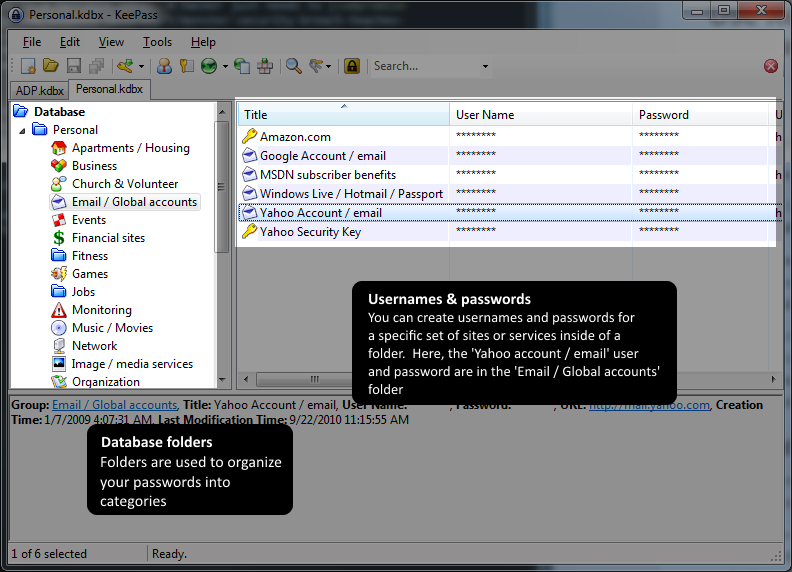 Personal.kdbx - KeePass
File Edit View Tools Help
Search...
ADP.kdbx Personal.kdbx
Database
Personal
Apartments / Housing
Business
Church & Volunteer
Email / Global accounts
Events
Financial sites
Fitness
Games
Jobs
Monitoring
Music / Movies
Network
Image / media services
Organization
Title User Name Password U
Amazon.com ******** ******** h
Google Account / email ******** ********
MSDN subscriber benefits ******** ******** h
Windows Live / Hotmail / Passport ******** ********
Yahoo Account / email ******** ******** h
Yahoo Security Key ******** ********
Usernames & passwords
You can create usernames and passwords for
a specific set of sites or services inside of a
folder. Here, the 'Yahoo account / email' user
and password are in the 'Email / Global accounts'
folder
Group: Email / Global accounts, Title: Yahoo Account / email, User Name: , Password: , URL: http://mail.yahoo.com, Creation
Time: 1/7/2009 4:07:31 AM, Last Modification Time: 9/22/2010 11:15:55 AM
Database folders
Folders are used to organize
your passwords into
categories
1 of 6 selected Ready.